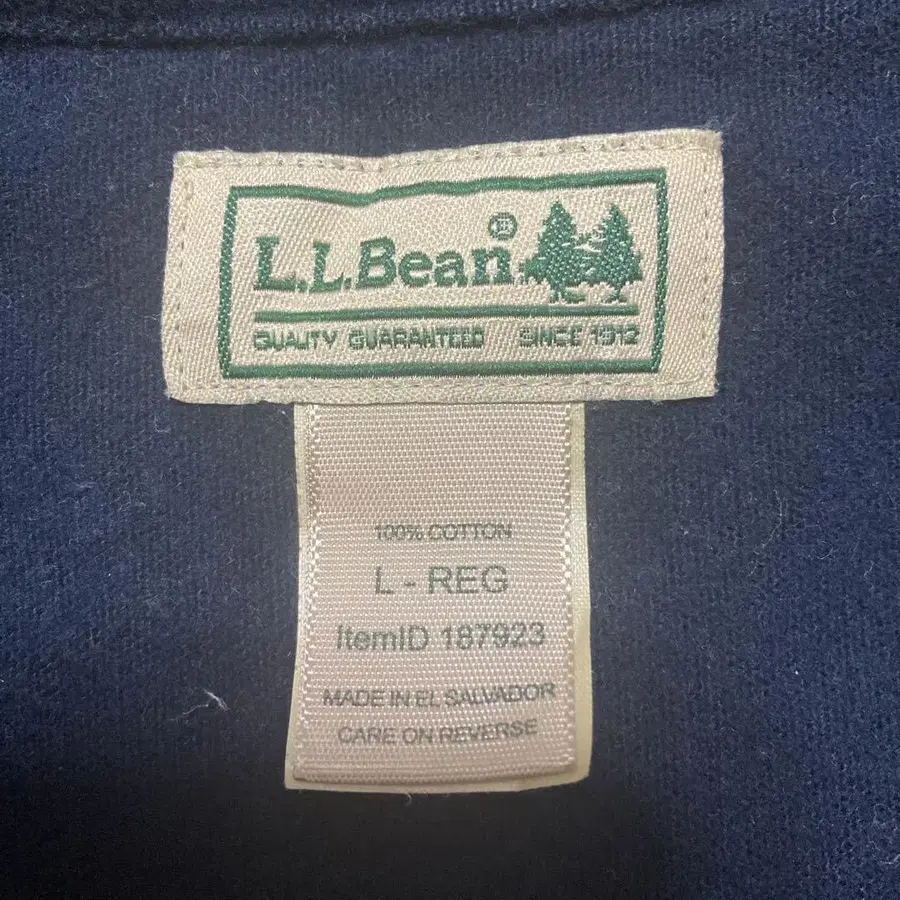 L.L.Bean®
QUALITY GUARANTEED SINCE 1912
100% COTTON
L - REG
ItemID 187923
MADE IN EL SALVADOR
CARE ON REVERSE